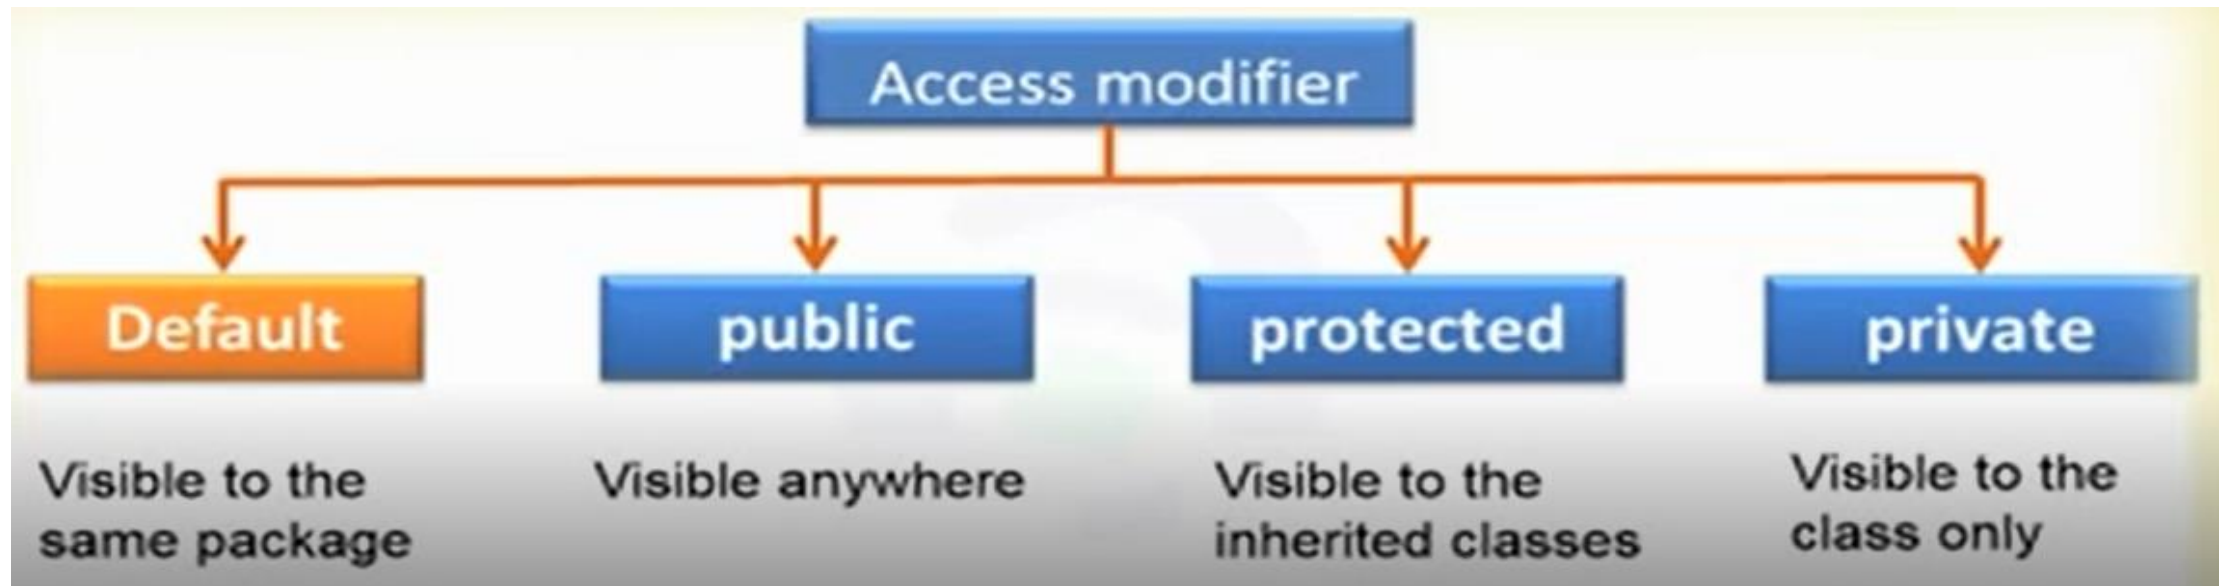 Access modifier
Default
public
protected
private
Visible to the
same package
Visible anywhere
Visible to the
inherited classes
Visible to the
class only